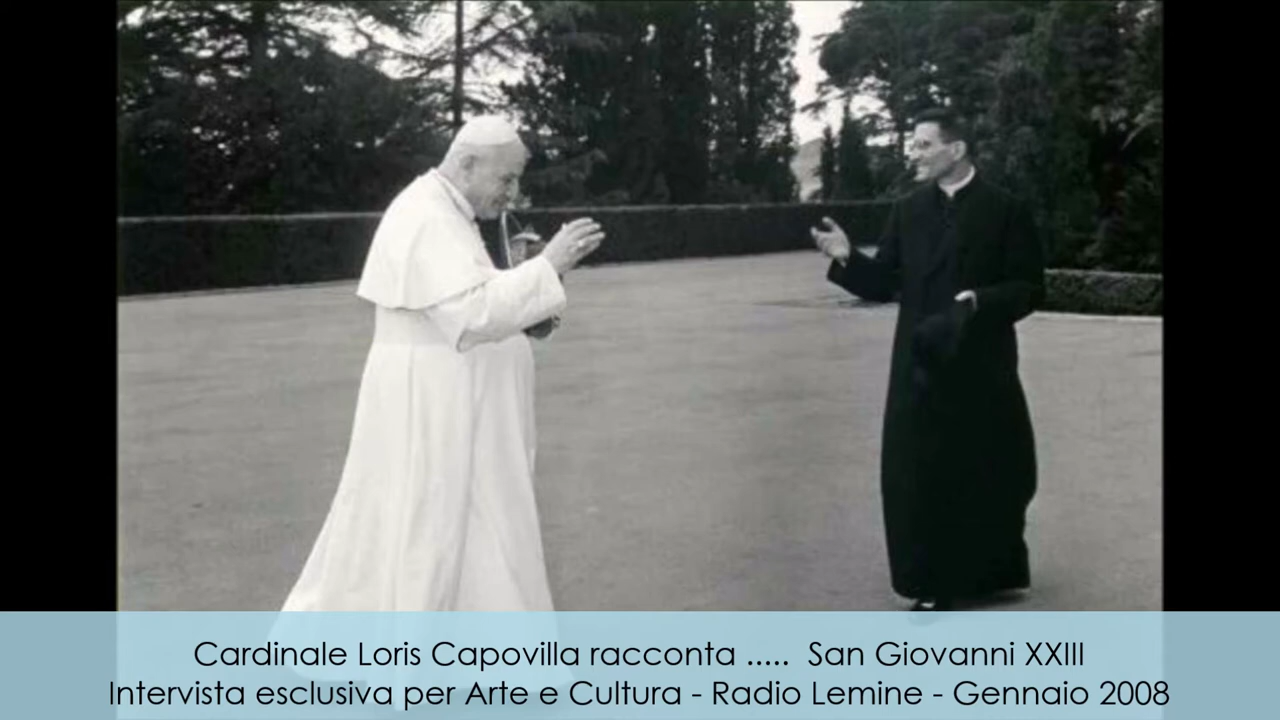 Cardinale Loris Capovilla racconta ..... San Giovanni XXIII
Intervista esclusiva per Arte e Cultura - Radio Lemine - Gennaio 2008